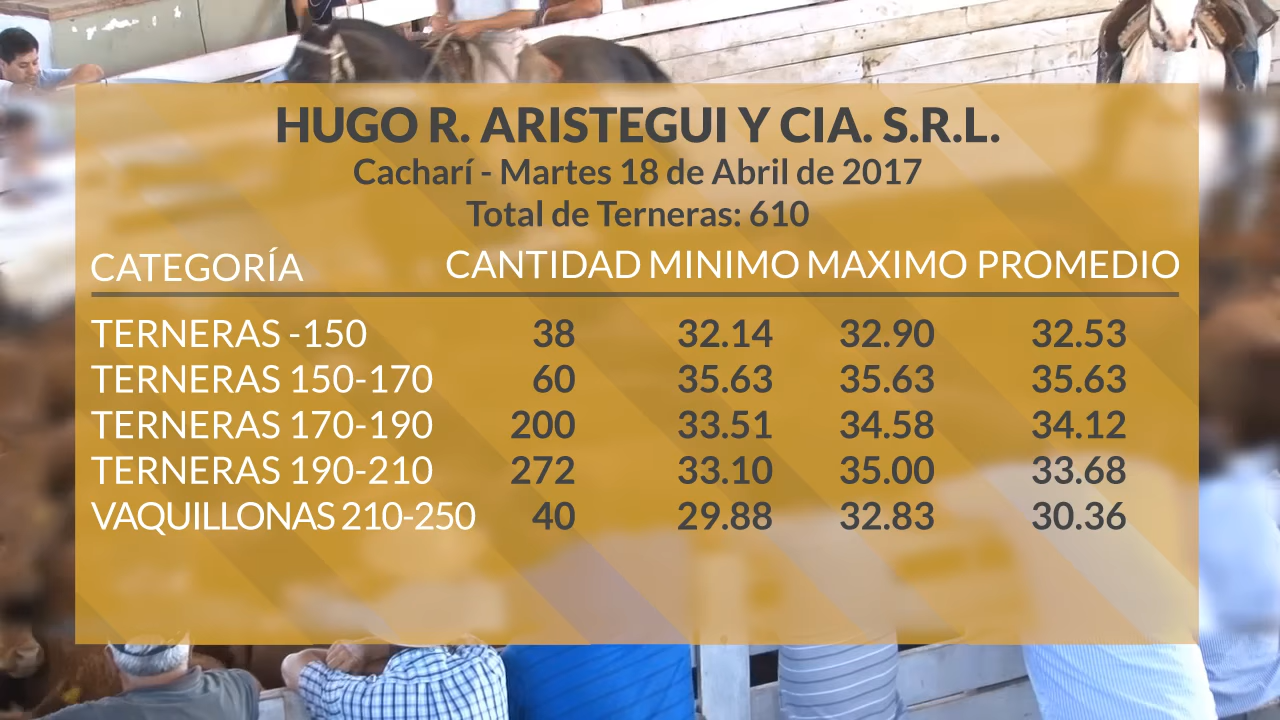 HUGO R. ARISTEGUI Y CIA. S.R.L.
Cacharí - Martes 18 de Abril de 2017
Total de Terneras: 610
CATEGORÍA CANTIDAD MINIMO MAXIMO PROMEDIO
TERNERAS -150 38 32.14 32.90 32.53
TERNERAS 150-170 60 35.63 35.63 35.63
TERNERAS 170-190 200 33.51 34.58 34.12
TERNERAS 190-210 272 33.10 35.00 33.68
VAQUILLONAS 210-250 40 29.88 32.83 30.36